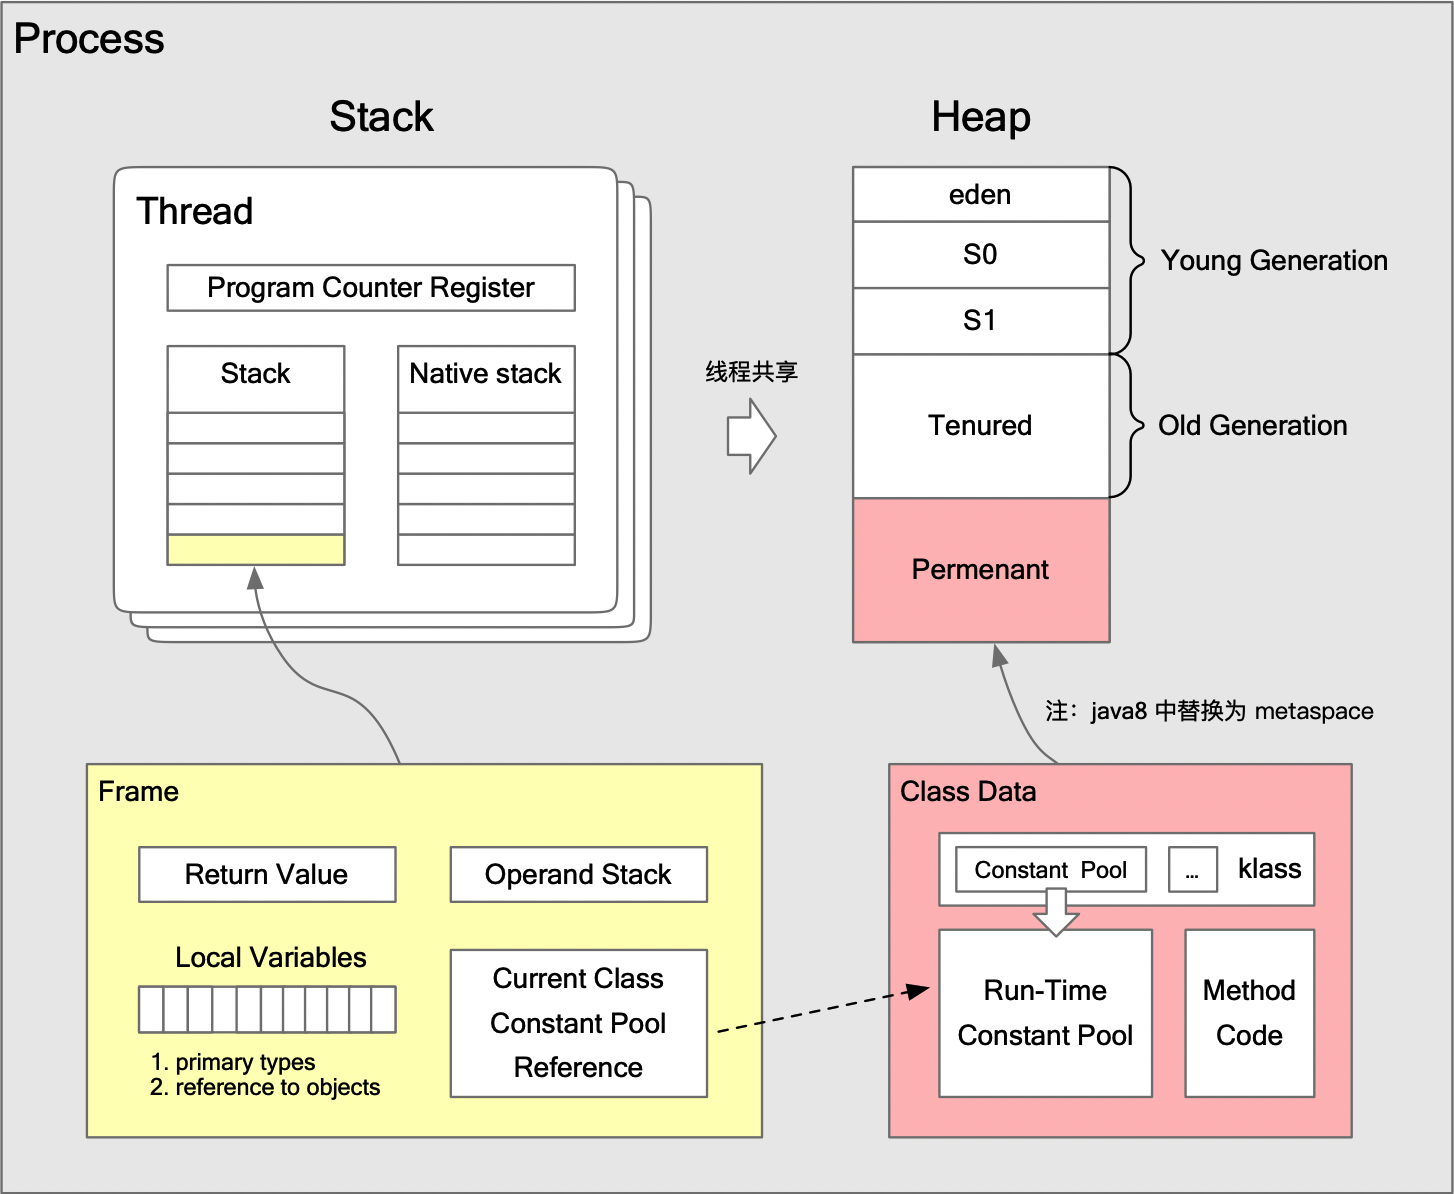 Process
Stack
Heap
Thread
Program Counter Register
Stack
Native stack
线程共享
eden
S0
S1
Young Generation
Tenured
Old Generation
Permenant
注：java8 中替换为 metaspace
Frame
Return Value
Operand Stack
Local Variables
1. primary types
2. reference to objects
Current Class
Constant Pool
Reference
Class Data
Constant Pool
...
klass
Run-Time
Constant Pool
Method
Code